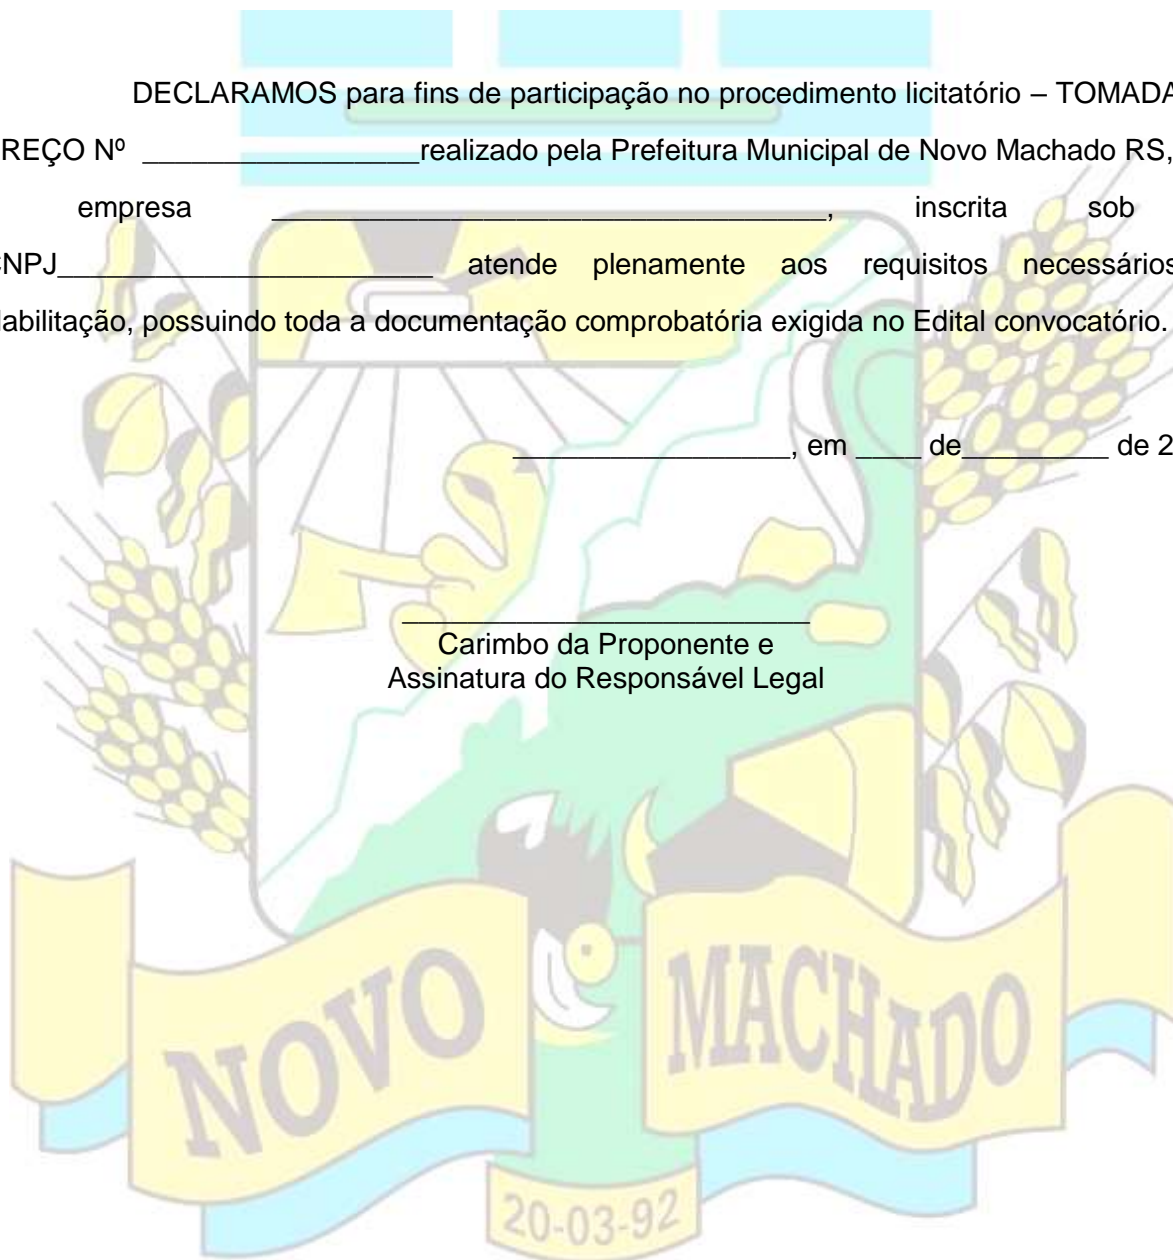 DECLARAMOS para fins de participação no procedimento licitatório – TOMADA
REÇO Nº _________________realizado pela Prefeitura Municipal de Novo Machado RS,
empresa __________________________________, inscrita sob
CNPJ_______________________ atende plenamente aos requisitos necessários
Habilitação, possuindo toda a documentação comprobatória exigida no Edital convocatório.
_________________, em ____ de_________ de 2
_________________________
Carimbo da Proponente e
Assinatura do Responsável Legal
NOVO MACHADO
20-03-92